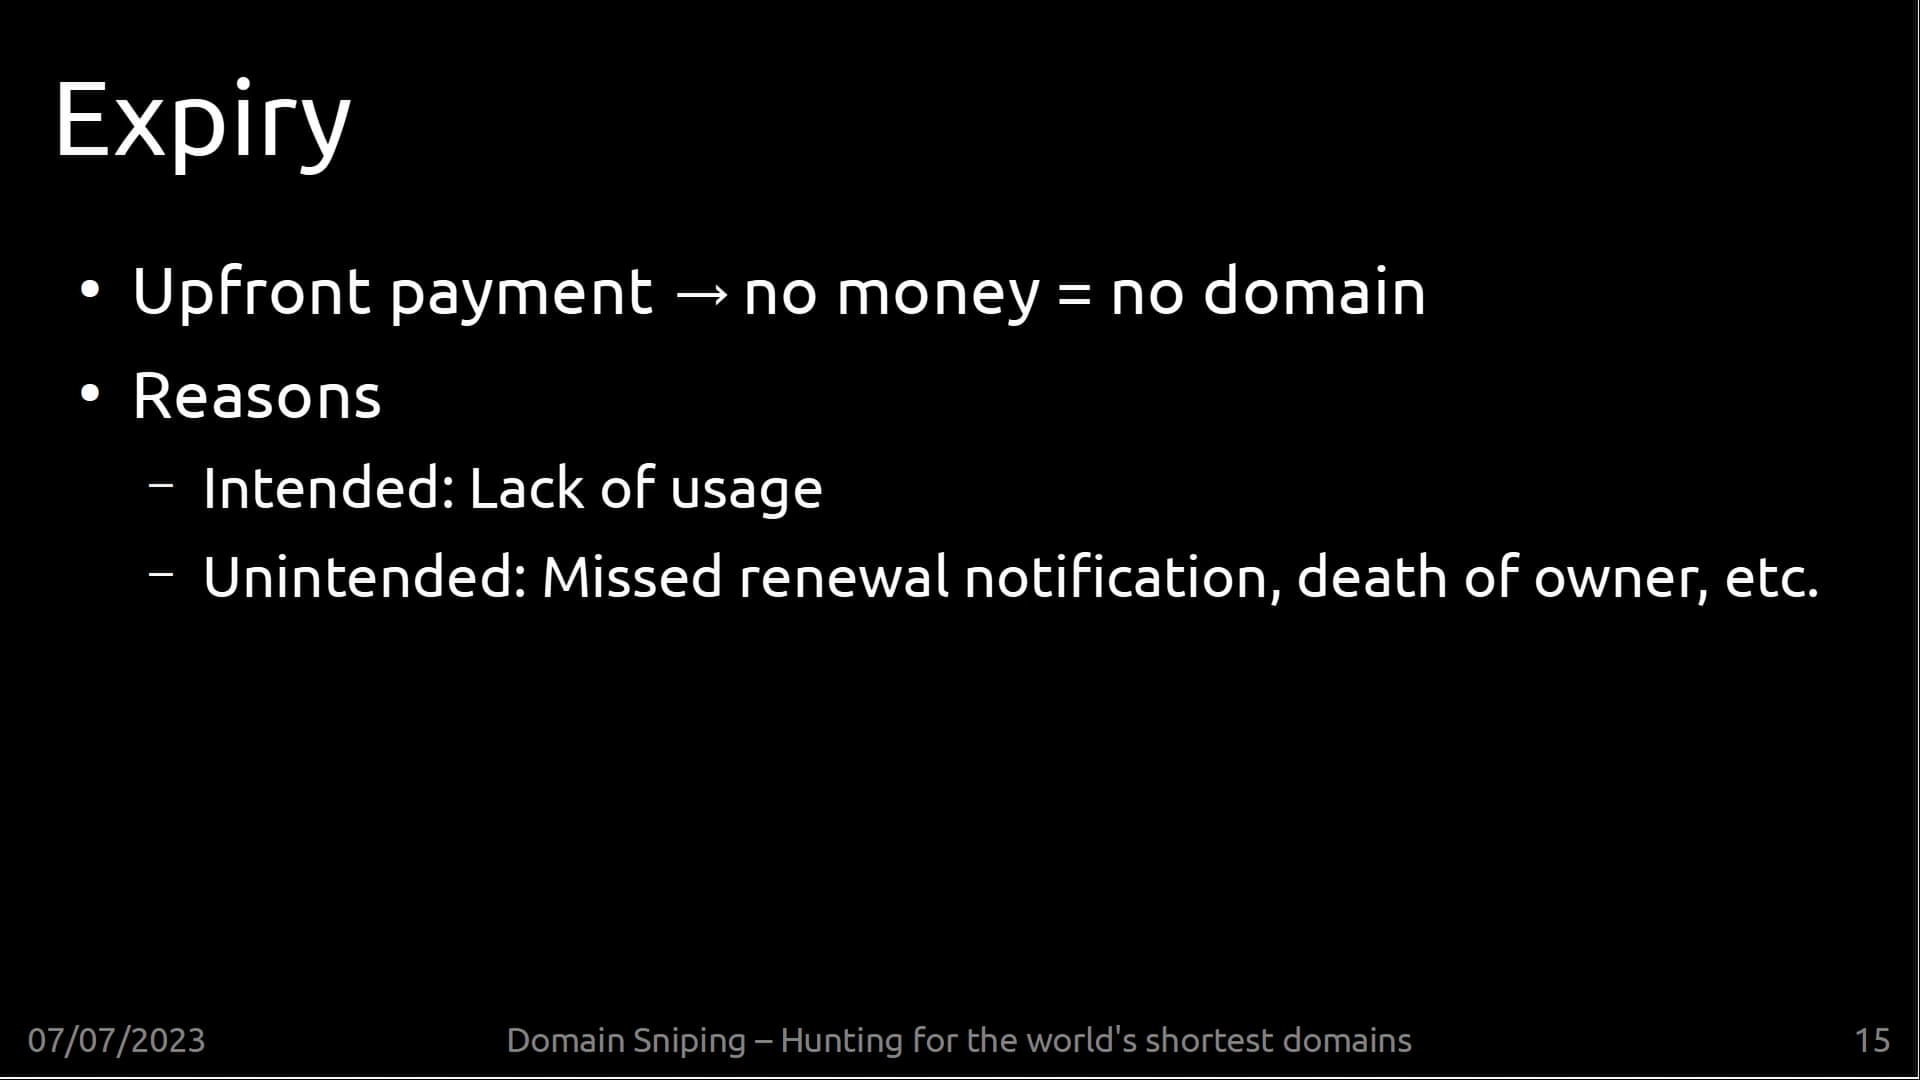 Expiry
• Upfront payment → no money = no domain
• Reasons
– Intended: Lack of usage
– Unintended: Missed renewal notification, death of owner, etc.
07/07/2023 Domain Sniping – Hunting for the world's shortest domains 15